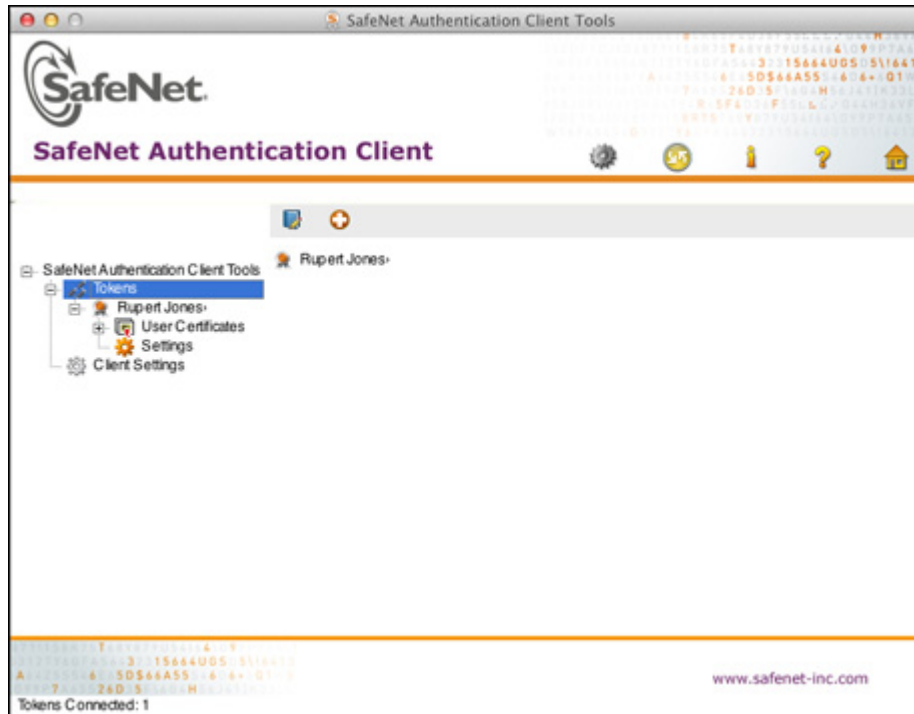 SafeNet Authentication Client Tools
SafeNet.
SafeNet Authentication Client
SafeNet Authentication Client Tools
Tokens
Rupert Jones
User Certificates
Settings
Client Settings
Rupert Jones
www.safenet-inc.com
Tokens Connected: 1